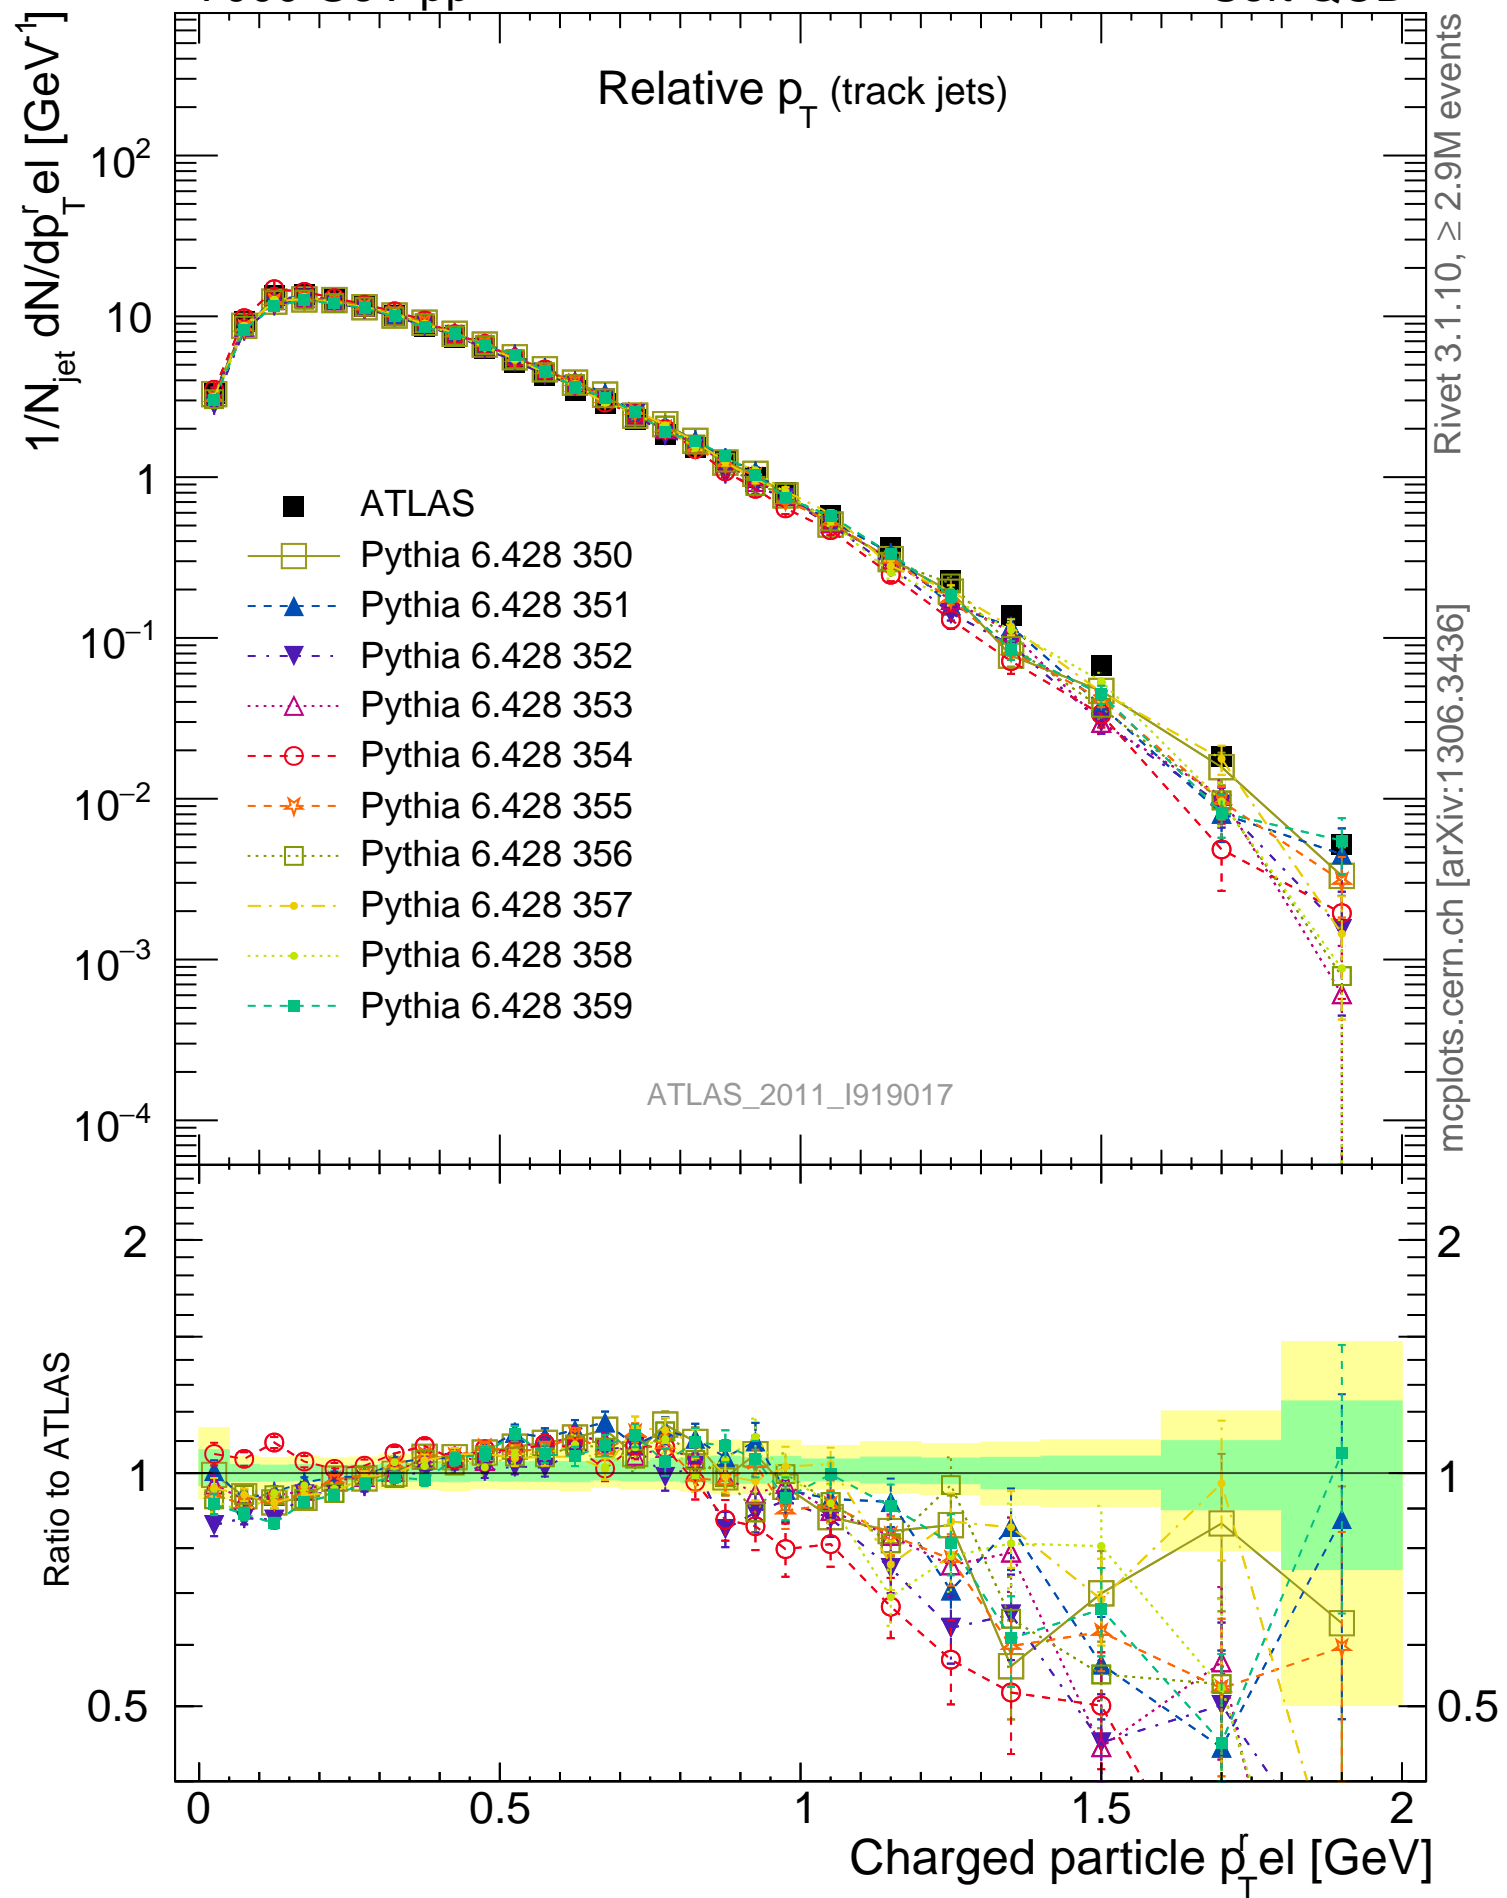 Relative p_T (track jets)
1/N_jet dN/dp_T^rel [GeV^-1]
10^2
10
1
10^−1
10^−2
10^−3
10^−4
ATLAS
Pythia 6.428 350
Pythia 6.428 351
Pythia 6.428 352
Pythia 6.428 353
Pythia 6.428 354
Pythia 6.428 355
Pythia 6.428 356
Pythia 6.428 357
Pythia 6.428 358
Pythia 6.428 359
ATLAS_2011_I919017
Rivet 3.1.10, ≥ 2.9M events
mcplots.cern.ch [arXiv:1306.3436]
Ratio to ATLAS
2
1
0.5
2
1
0.5
0
0.5
1
1.5
2
Charged particle p_T^rel [GeV]